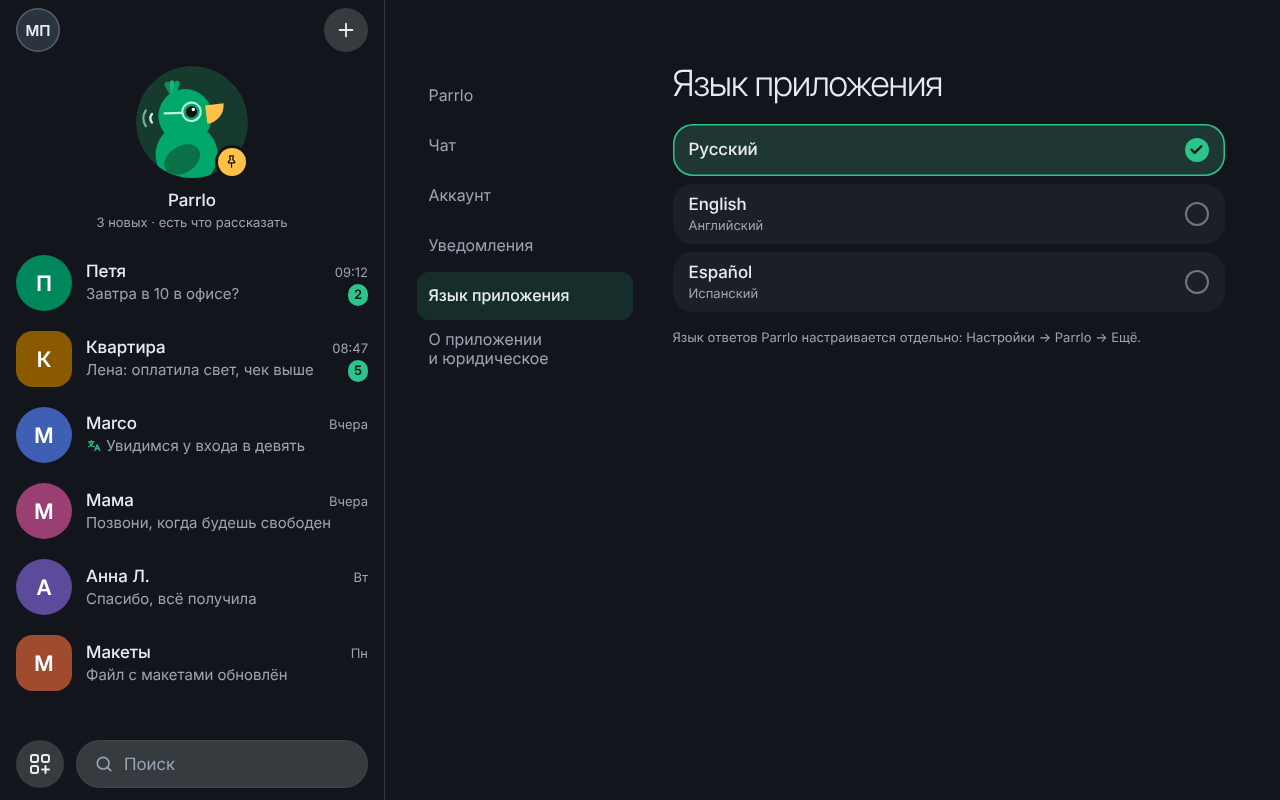 МП
Parrlo
3 новых · есть что рассказать
П
Петя
09:12
Завтра в 10 в офисе?
2
К
Квартира
08:47
Лена: оплатила свет, чек выше
5
M
Marco
Вчера
Увидимся у входа в девять
М
Мама
Вчера
Позвони, когда будешь свободен
А
Анна Л.
Вт
Спасибо, всё получила
М
Макеты
Пн
Файл с макетами обновлён
Поиск
Parrlo
Чат
Аккаунт
Уведомления
Язык приложения
О приложении
и юридическое
Язык приложения
Русский
English
Английский
Español
Испанский
Язык ответов Parrlo настраивается отдельно: Настройки → Parrlo → Ещё.